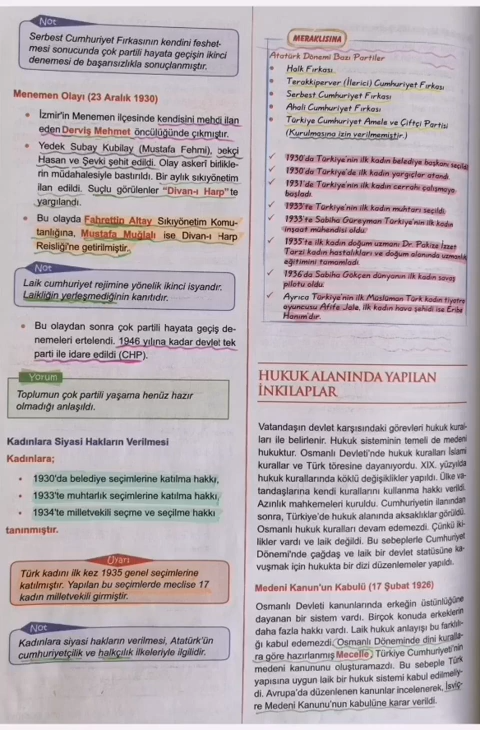 Not
Serbest Cumhuriyet Fırkasının kendini feshet-
mesi sonucunda çok partili hayata geçişin ikinci
denemesi de başarısızlıkla sonuçlanmıştır.
Menemen Olayı (23 Aralık 1930)
• İzmir'in Menemen ilçesinde kendisini mehdi ilan
eden Derviş Mehmet öncülüğünde çıkmıştır.
• Yedek Subay Kubilay (Mustafa Fehmi), bekçi
Hasan ve Şevki şehit edildi. Olay askerî birlikle-
rin müdahalesiyle bastırıldı. Bir aylık sıkıyönetim
ilan edildi. Suçlu görülenler "Divan-ı Harp"te
yargılandı.
• Bu olayda Fahrettin Altay Sıkıyönetim Komu-
tanlığına, Mustafa Muğlalı ise Divan-ı Harp
Reisliği'ne getirilmiştir.
Not
Laik cumhuriyet rejimine yönelik ikinci isyandır.
Laikliğin yerleşmediğinin kanıtıdır.
• Bu olaydan sonra çok partili hayata geçiş de-
nemeleri ertelendi. 1946 yılına kadar devlet tek
parti ile idare edildi (CHP).
Yorum
Toplumun çok partili yaşama henüz hazır
olmadığı anlaşıldı.
Kadınlara Siyasi Hakların Verilmesi
Kadınlara;
• 1930'da belediye seçimlerine katılma hakkı,
• 1933'te muhtarlık seçimlerine katılma hakkı,
• 1934'te milletvekili seçme ve seçilme hakkı
tanınmıştır.
Uyarı
Türk kadını ilk kez 1935 genel seçimlerine
katılmıştır. Yapılan bu seçimlerde meclise 17
kadın milletvekili girmiştir.
Not
Kadınlara siyasi hakların verilmesi, Atatürk'ün
cumhuriyetçilik ve halkçılık ilkeleriyle ilgilidir.
MERAKLISINA
Atatürk Dönemi Bazı Partiler
• Halk Fırkası
• Terakkiperver (İlerici) Cumhuriyet Fırkası
• Serbest Cumhuriyet Fırkası
• Ahali Cumhuriyet Fırkası
• Türkiye Cumhuriyet Amele ve Çiftçi Partisi
(Kurulmasına izin verilmemiştir.)
✓ 1930'da Türkiye'nin ilk kadın belediye başkanı seçildi
✓ 1930'da Türkiye'de ilk kadın yargıçlar atandı
✓ 1931'de Türkiye'nin ilk kadın cerrahı çalışmaya
başladı.
✓ 1933'te Türkiye'nin ilk kadın muhtarı seçildi
✓ 1933'te Sabiha Güreyman Türkiye'nin ilk kadın
inşaat mühendisi oldu
✓ 1935'te ilk kadın doğum uzmanı Dr. Pakize İzzet
Tarzi kadın hastalıkları ve doğum alanında uzmanlık
eğitimini tamamladı.
✓ 1936'da Sabiha Gökçen dünyanın ilk kadın savaş
pilotu oldu
✓ Ayrıca Türkiye'nin ilk Müslüman Türk kadın tiyatro
oyuncusu Afife Jale, ilk kadın hava şehidi ise Eribe
Hanım'dır.
HUKUK ALANINDA YAPILAN
İNKILAPLAR
Vatandaşın devlet karşısındaki görevleri hukuk kural-
ları ile belirlenir. Hukuk sisteminin temeli de medeni
hukuktur. Osmanlı Devleti'nde hukuk kuralları İslami
kurallar ve Türk töresine dayanıyordu. XIX. yüzyılda
hukuk kurallarında köklü değişiklikler yapıldı. Ülke va-
tandaşlarına kendi kurallarını kullanma hakkı verildi.
Azınlık mahkemeleri kuruldu. Cumhuriyetin ilanından
sonra, Türkiye'de hukuk alanında aksaklıklar görüldü.
Osmanlı hukuk kuralları devam edemezdi. Çünkü iki-
likler vardı ve laik değildi. Bu sebeplerle Cumhuriyet
Dönemi'nde çağdaş ve laik bir devlet statüsüne ka-
vuşmak için hukukta bir dizi düzenlemeler yapıldı.
Medeni Kanun'un Kabulü (17 Şubat 1926)
Osmanlı Devleti kanunlarında erkeğin üstünlüğüne
dayanan bir sistem vardı. Birçok konuda erkeklerin
daha fazla hakkı vardı. Laik hukuk anlayışı bu farklılı-
ğı kabul edemezdi. Osmanlı Döneminde dinî kuralla-
ra göre hazırlanmış Mecelle, Türkiye Cumhuriyeti'nin
medeni kanununu oluşturamazdı. Bu sebeple Türk
yapısına uygun laik bir hukuk sistemi kabul edilmeliy-
di. Avrupa'da düzenlenen kanunlar incelenerek, İsviç-
re Medeni Kanunu'nun kabulüne karar verildi.